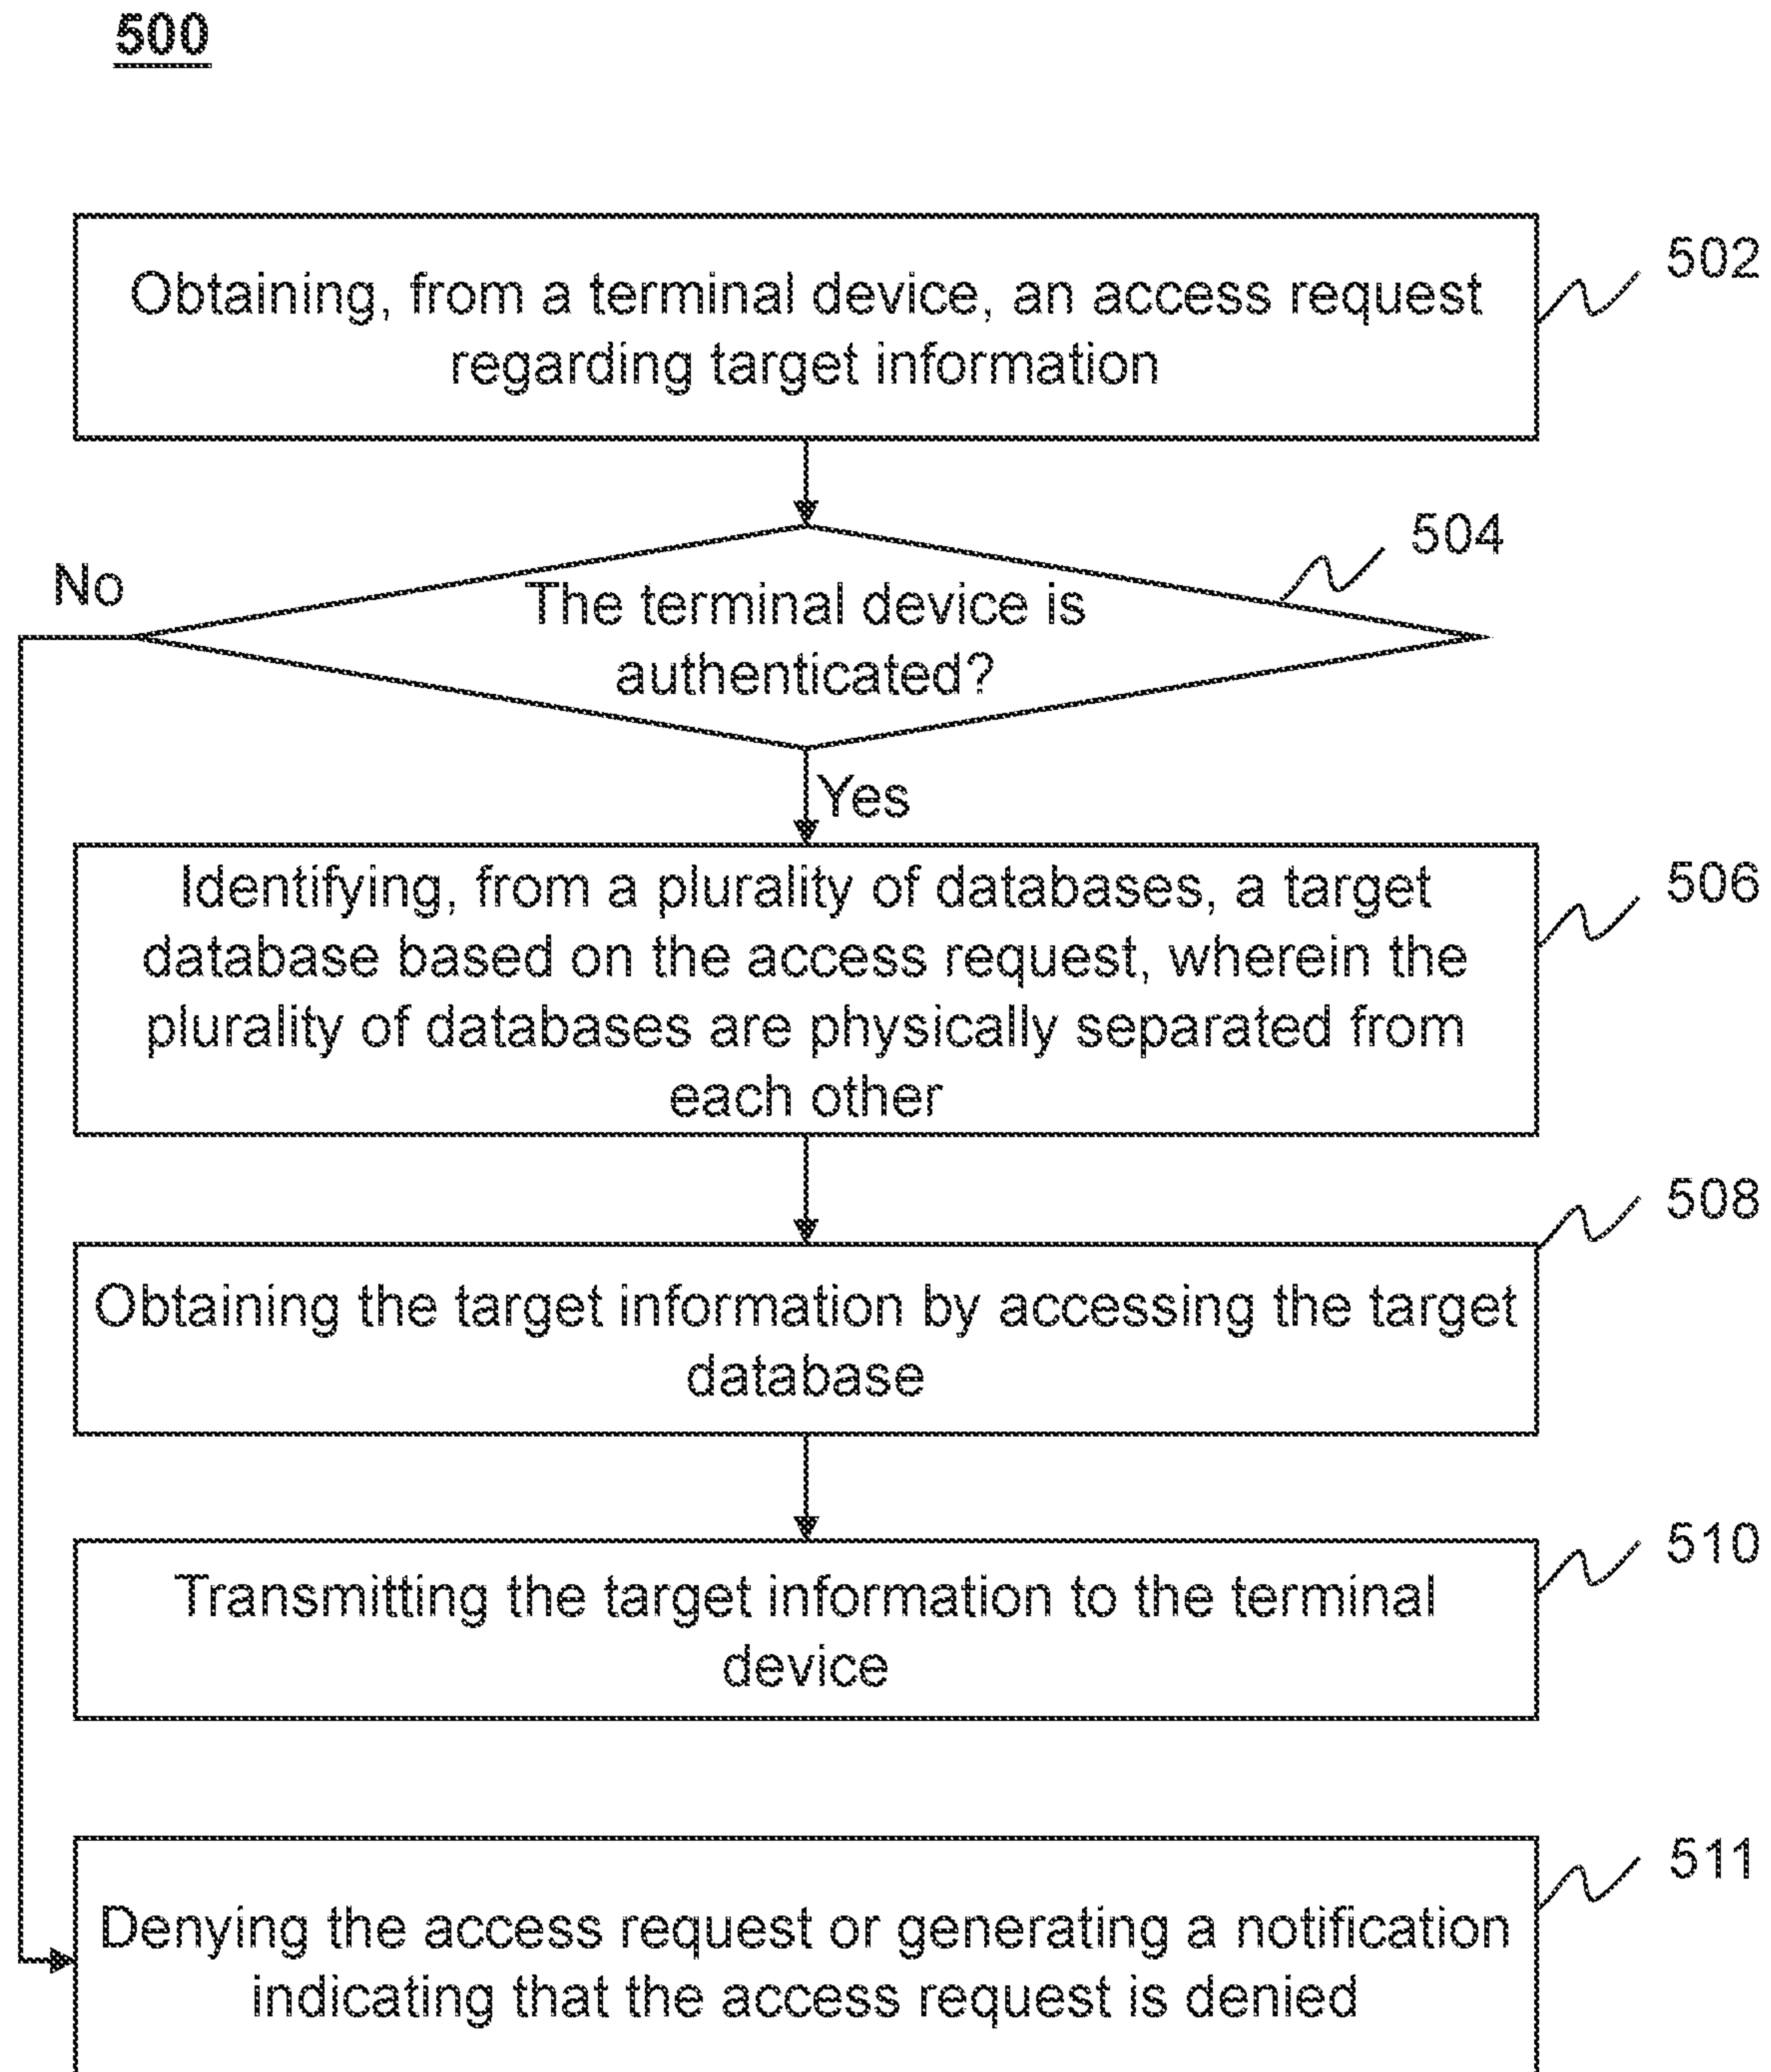 500
Obtaining, from a terminal device, an access request
regarding target information
502
504
No
The terminal device is
authenticated?
Yes
Identifying, from a plurality of databases, a target
database based on the access request, wherein the
plurality of databases are physically separated from
each other
506
508
Obtaining the target information by accessing the target
database
510
Transmitting the target information to the terminal
device
511
Denying the access request or generating a notification
indicating that the access request is denied